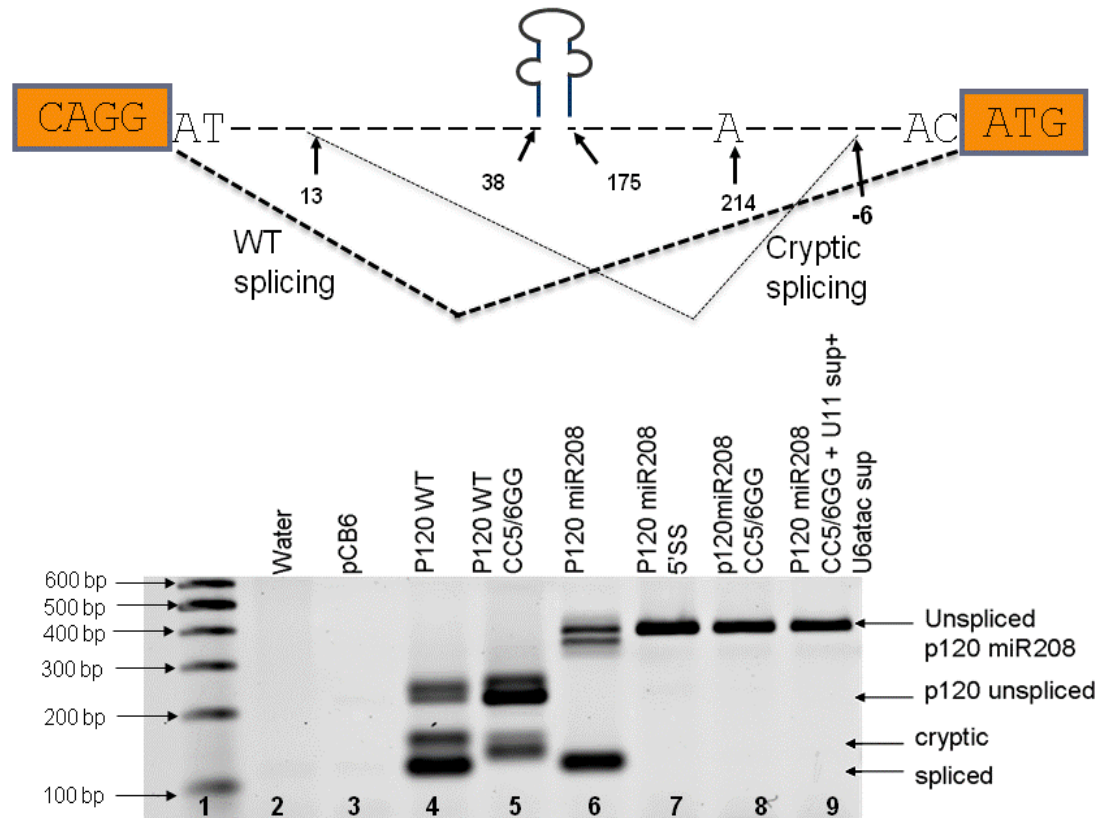 CAGG
AT
A
AC
ATG
13
38
175
214
-6
WT
splicing
Cryptic
splicing
Water
pCB6
P120 WT
P120 WT
CC5/6GG
P120 miR208
P120 miR208
5'SS
p120miR208
CC5/6GG
P120 miR208
CC5/6GG + U11 sup+
U6atac sup
600 bp
500 bp
400 bp
300 bp
200 bp
100 bp
Unspliced
p120 miR208
p120 unspliced
cryptic
spliced
1 2 3 4 5 6 7 8 9